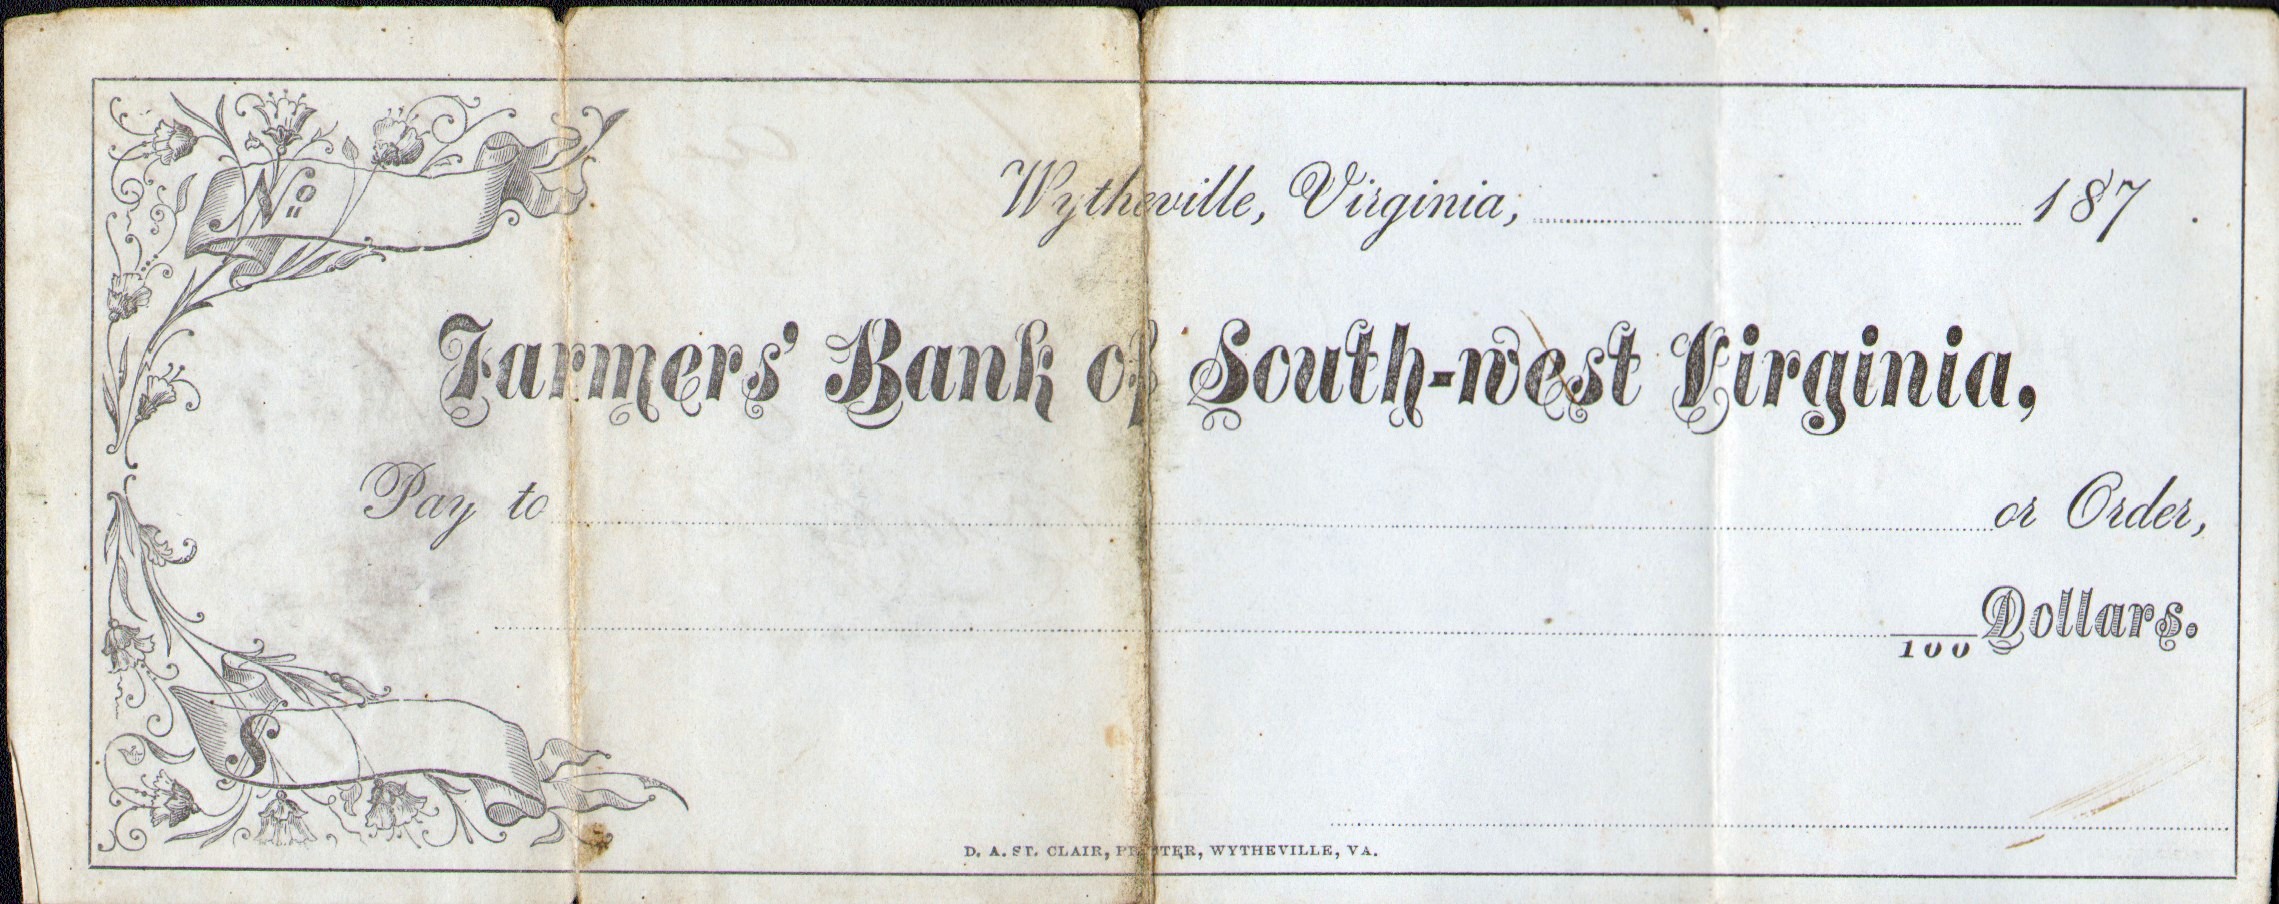 No
Wytheville, Virginia, 187 .
Farmers' Bank of South-west Virginia,
Pay to or Order,
100 Dollars.
$
D. A. ST. CLAIR, PRINTER, WYTHEVILLE, VA.